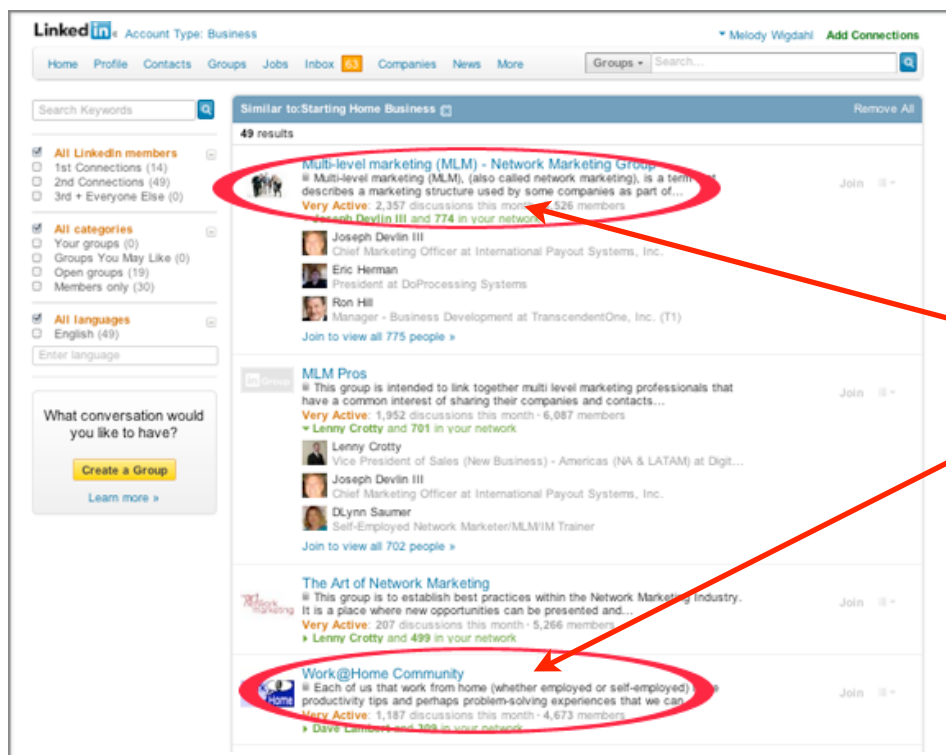 Linked in Account Type: Business
Melody Wigdahl Add Connections
Home Profile Contacts Groups Jobs Inbox 63 Companies News More
Groups Search...
Search Keywords
All LinkedIn members
1st Connections (14)
2nd Connections (49)
3rd + Everyone Else (0)
All categories
Your groups (0)
Groups You May Like (0)
Open groups (19)
Members only (30)
All languages
English (49)
Enter language
What conversation would
you like to have?
Create a Group
Learn more »
Similar to:Starting Home Business
Remove All
49 results
Multi-level marketing (MLM) - Network Marketing Group
Multi-level marketing (MLM), (also called network marketing), is a term that
describes a marketing structure used by some companies as part of...
Very Active: 2,357 discussions this month 526 members
Joseph Devlin III and 774 in your network
Join
Joseph Devlin III
Chief Marketing Officer at International Payout Systems, Inc.
Eric Herman
President at DoProcessing Systems
Ron Hill
Manager - Business Development at TranscendentOne, Inc. (T1)
Join to view all 775 people »
in Group
MLM Pros
This group is intended to link together multi level marketing professionals that
have a common interest of sharing their companies and contacts...
Very Active: 1,952 discussions this month · 6,087 members
Lenny Crotty and 701 in your network
Join
Lenny Crotty
Vice President of Sales (New Business) - Americas (NA & LATAM) at Digit...
Joseph Devlin III
Chief Marketing Officer at International Payout Systems, Inc.
DLynn Saumer
Self-Employed Network Marketer/MLM/IM Trainer
Join to view all 702 people »
art
network
marketing
The Art of Network Marketing
This group is to establish best practices within the Network Marketing Industry.
It is a place where new opportunities can be presented and...
Very Active: 207 discussions this month · 5,266 members
Lenny Crotty and 499 in your network
Join
Home
Work@Home Community
Each of us that work from home (whether employed or self-employed)
productivity tips and perhaps problem-solving experiences that we can
Very Active: 1,187 discussions this month · 4,673 members
Dave Lambert and 309 in your network
Join